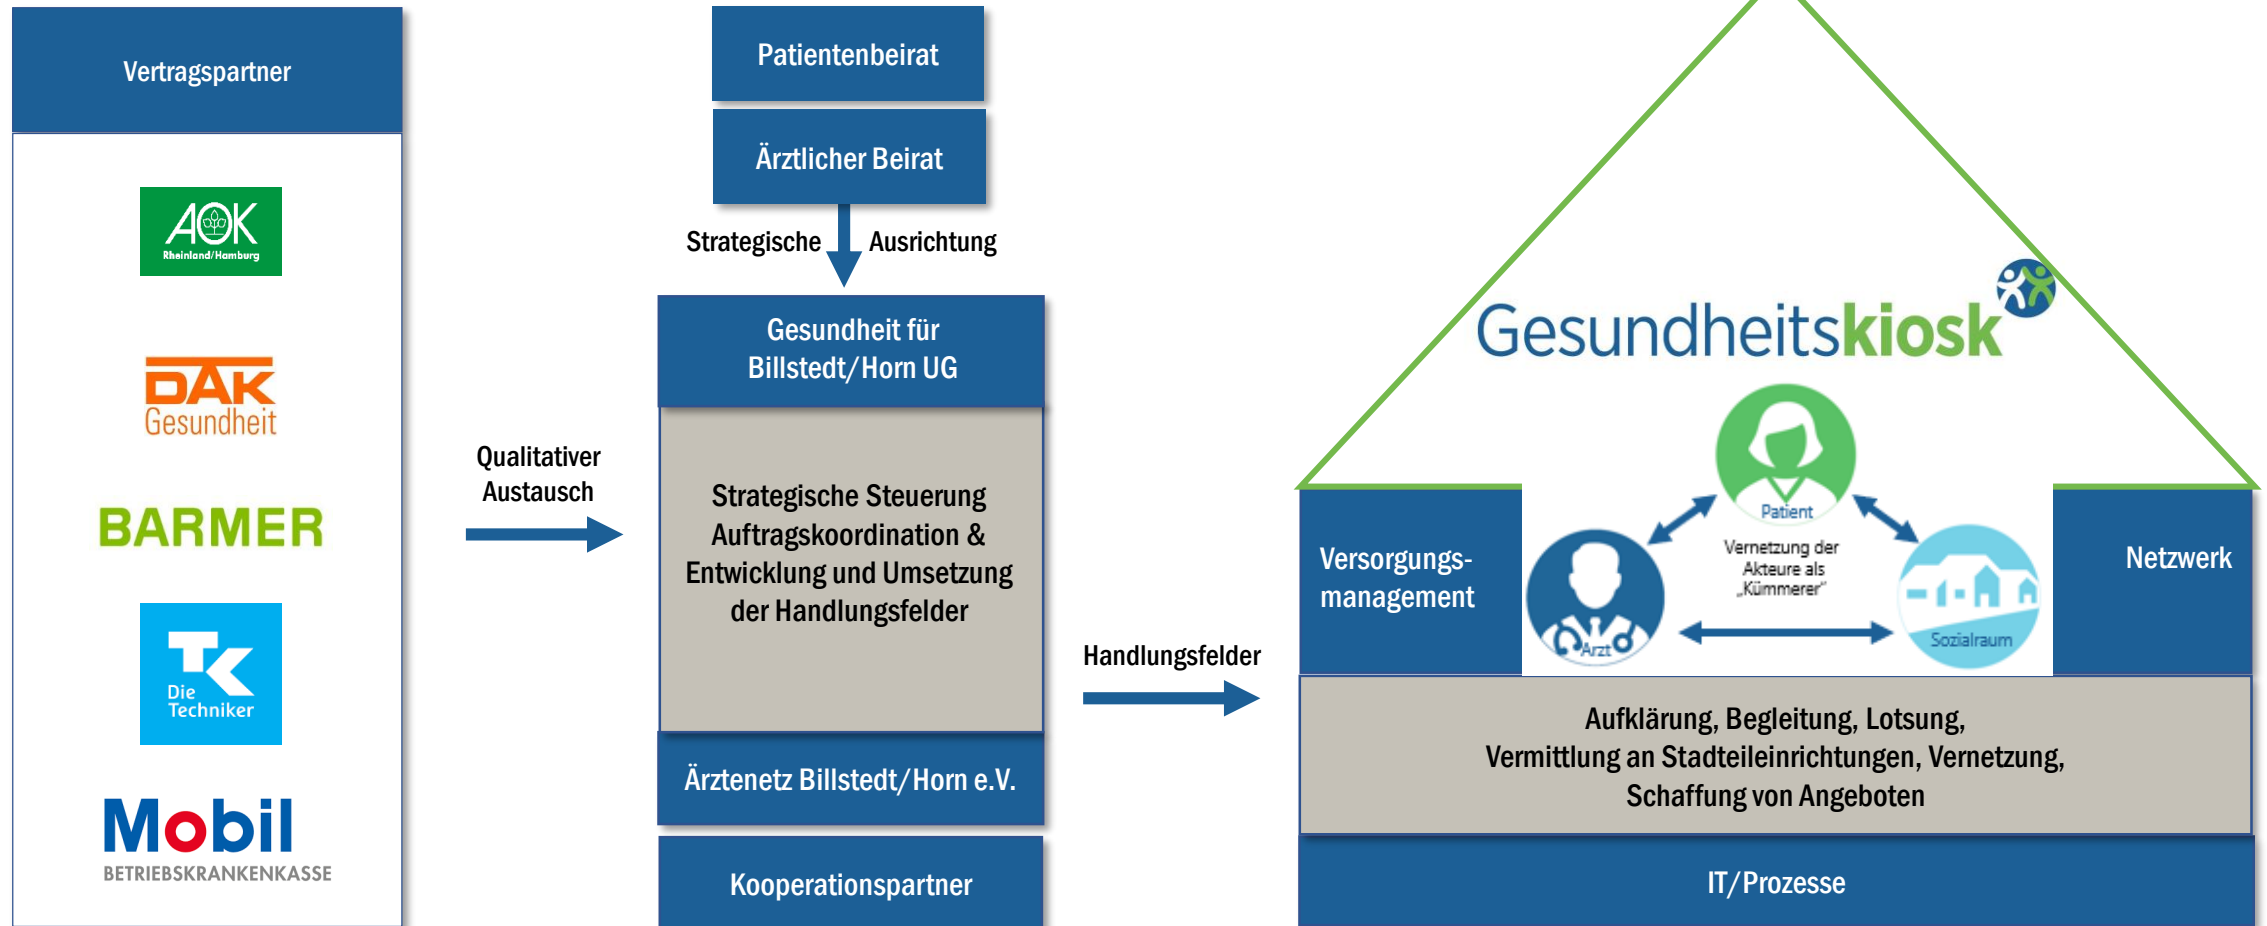 Vertragspartner
AOK
Rheinland/Hamburg
DAK
Gesundheit
BARMER
TK
Die
Techniker
Mobil
BETRIEBSKRANKENKASSE
Qualitativer
Austausch
Patientenbeirat
Ärztlicher Beirat
Strategische Ausrichtung
Gesundheit für
Billstedt/Horn UG
Strategische Steuerung
Auftragskoordination &
Entwicklung und Umsetzung
der Handlungsfelder
Ärztenetz Billstedt/Horn e.V.
Kooperationspartner
Handlungsfelder
Gesundheitskiosk
Patient
Versorgungs-
management
Vernetzung der
Akteure als
„Kümmerer“
Arzt
Sozialraum
Netzwerk
Aufklärung, Begleitung, Lotsung,
Vermittlung an Stadteileinrichtungen, Vernetzung,
Schaffung von Angeboten
IT/Prozesse